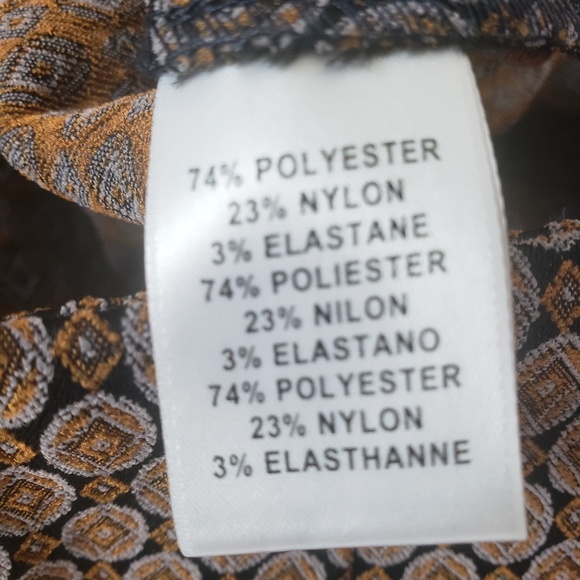 74% POLYESTER
23% NYLON
3% ELASTANE
74% POLIESTER
23% NILON
3% ELASTANO
74% POLYESTER
23% NYLON
3% ELASTHANNE